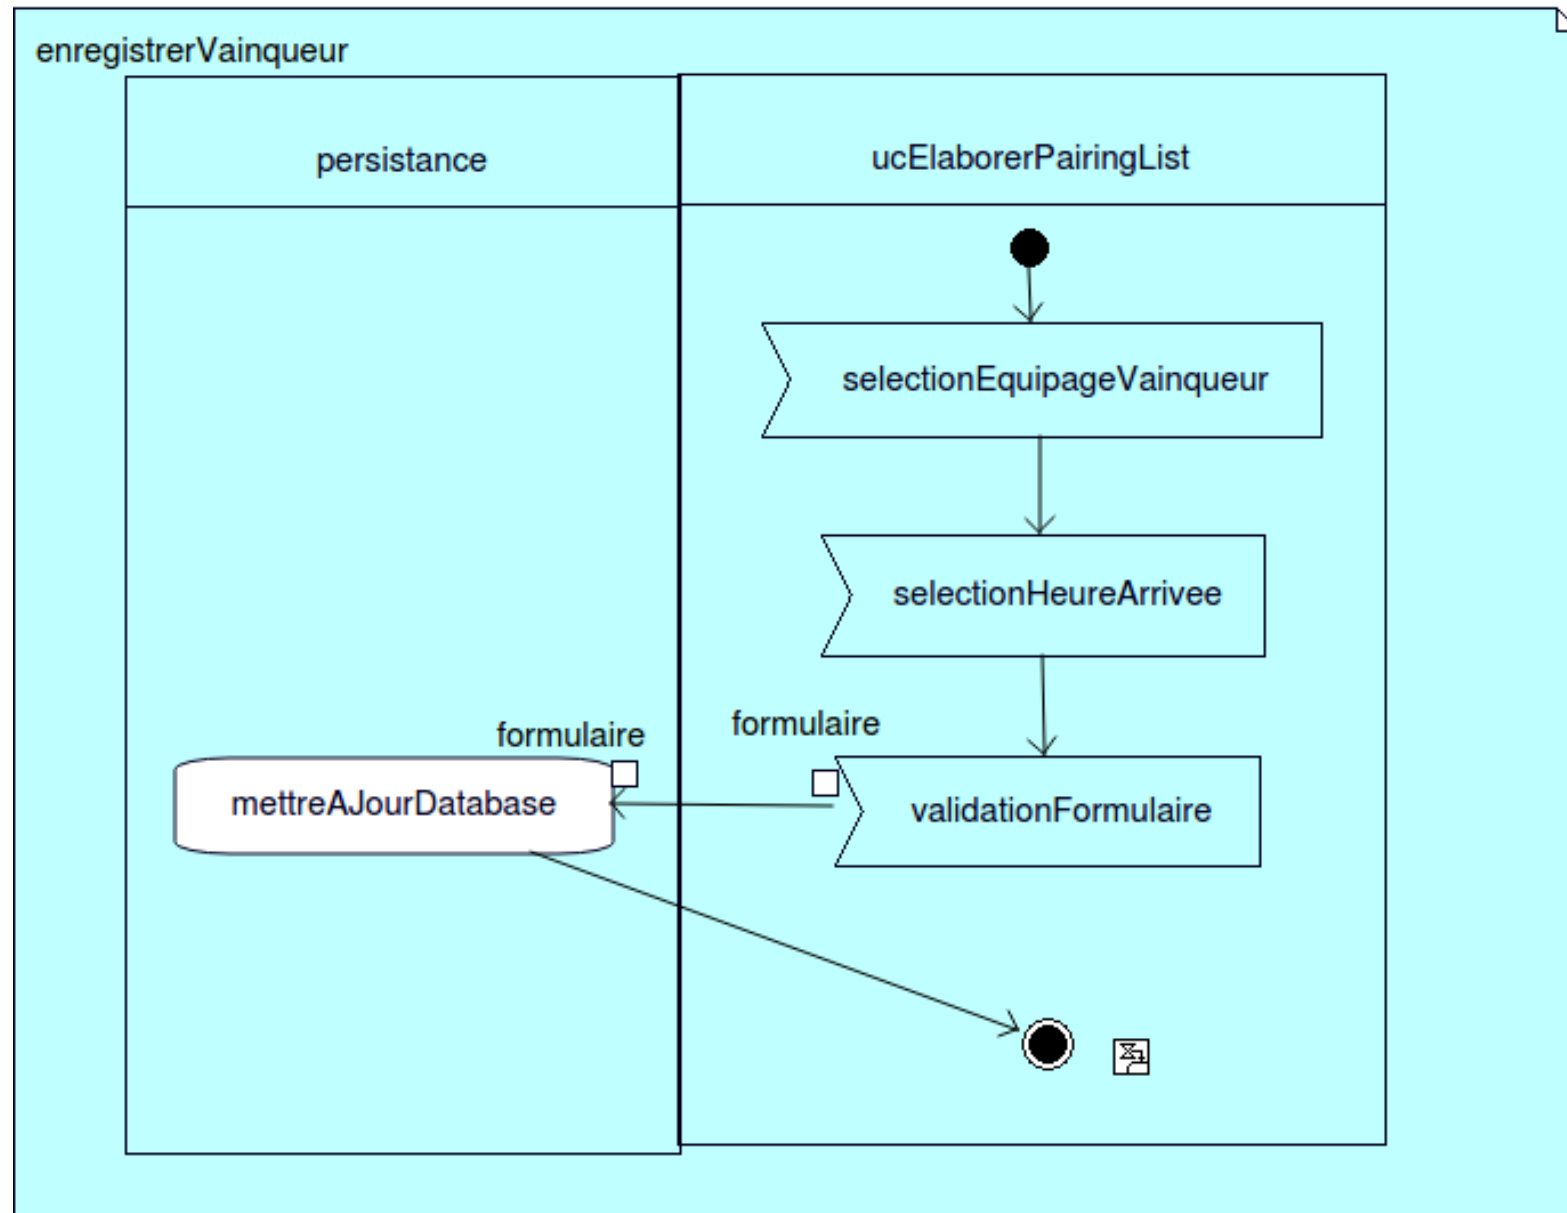 enregistrerVainqueur
persistance
ucElaborerPairingList
selectionEquipageVainqueur
selectionHeureArrivee
formulaire
formulaire
mettreAJourDatabase
validationFormulaire